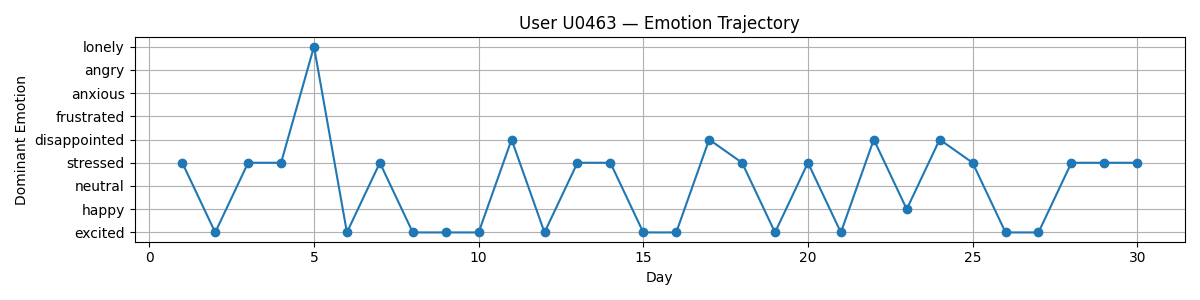 User U0463 — Emotion Trajectory
Dominant Emotion
lonely
angry
anxious
frustrated
disappointed
stressed
neutral
happy
excited
0 5 10 15 20 25 30
Day